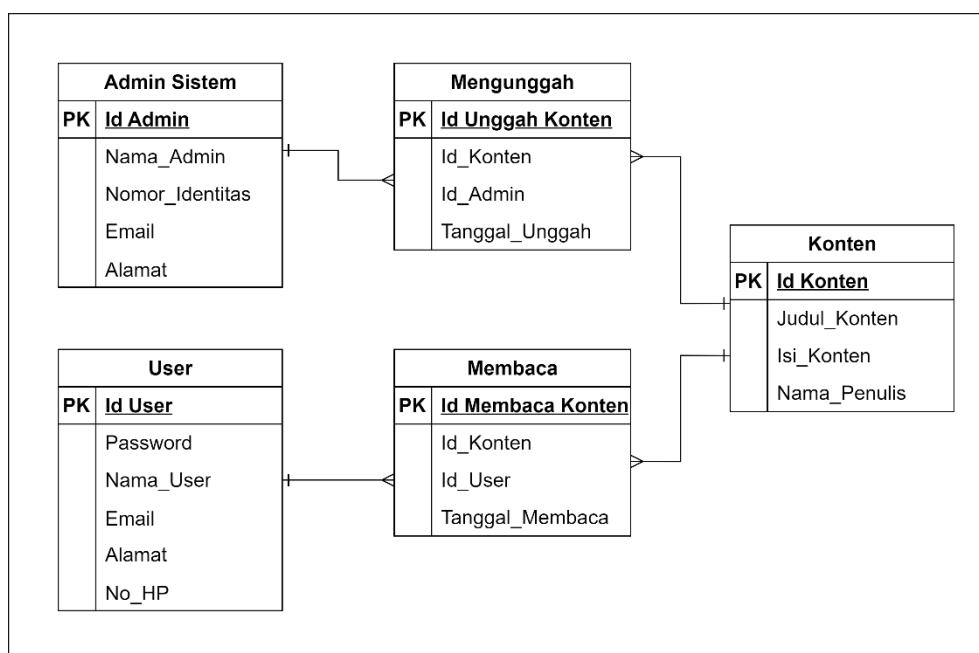 Admin Sistem
PK Id Admin
Nama_Admin
Nomor_Identitas
Email
Alamat
Mengunggah
PK Id Unggah Konten
Id_Konten
Id_Admin
Tanggal_Unggah
Konten
PK Id Konten
Judul_Konten
Isi_Konten
Nama_Penulis
User
PK Id User
Password
Nama_User
Email
Alamat
No_HP
Membaca
PK Id Membaca Konten
Id_Konten
Id_User
Tanggal_Membaca